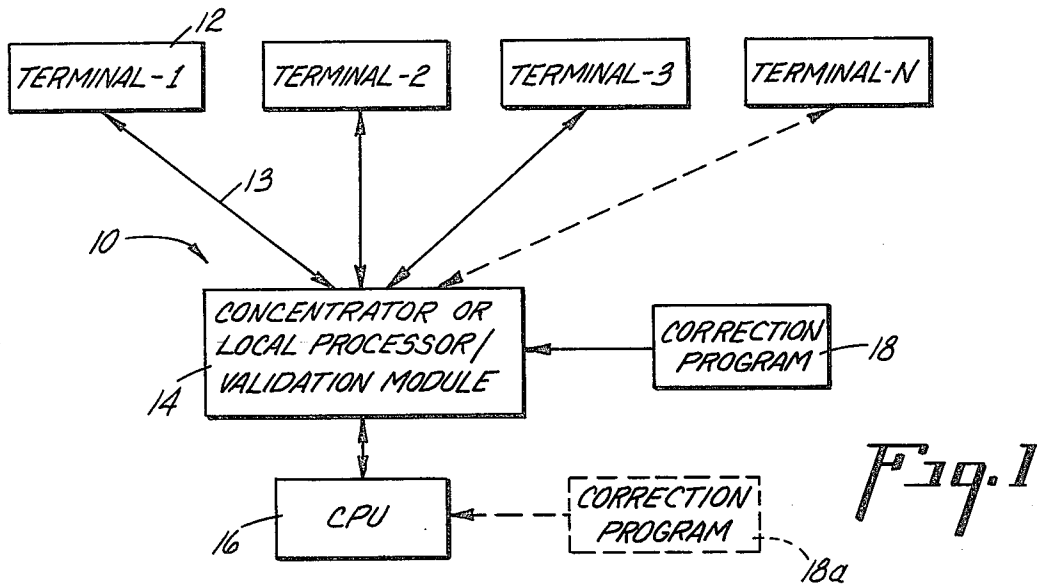 12
TERMINAL-1
TERMINAL-2
TERMINAL-3
TERMINAL-N
13
10
CONCENTRATOR OR
LOCAL PROCESSOR/
VALIDATION MODULE
14
CORRECTION
PROGRAM
18
CPU
16
CORRECTION
PROGRAM
18a
Fig. 1